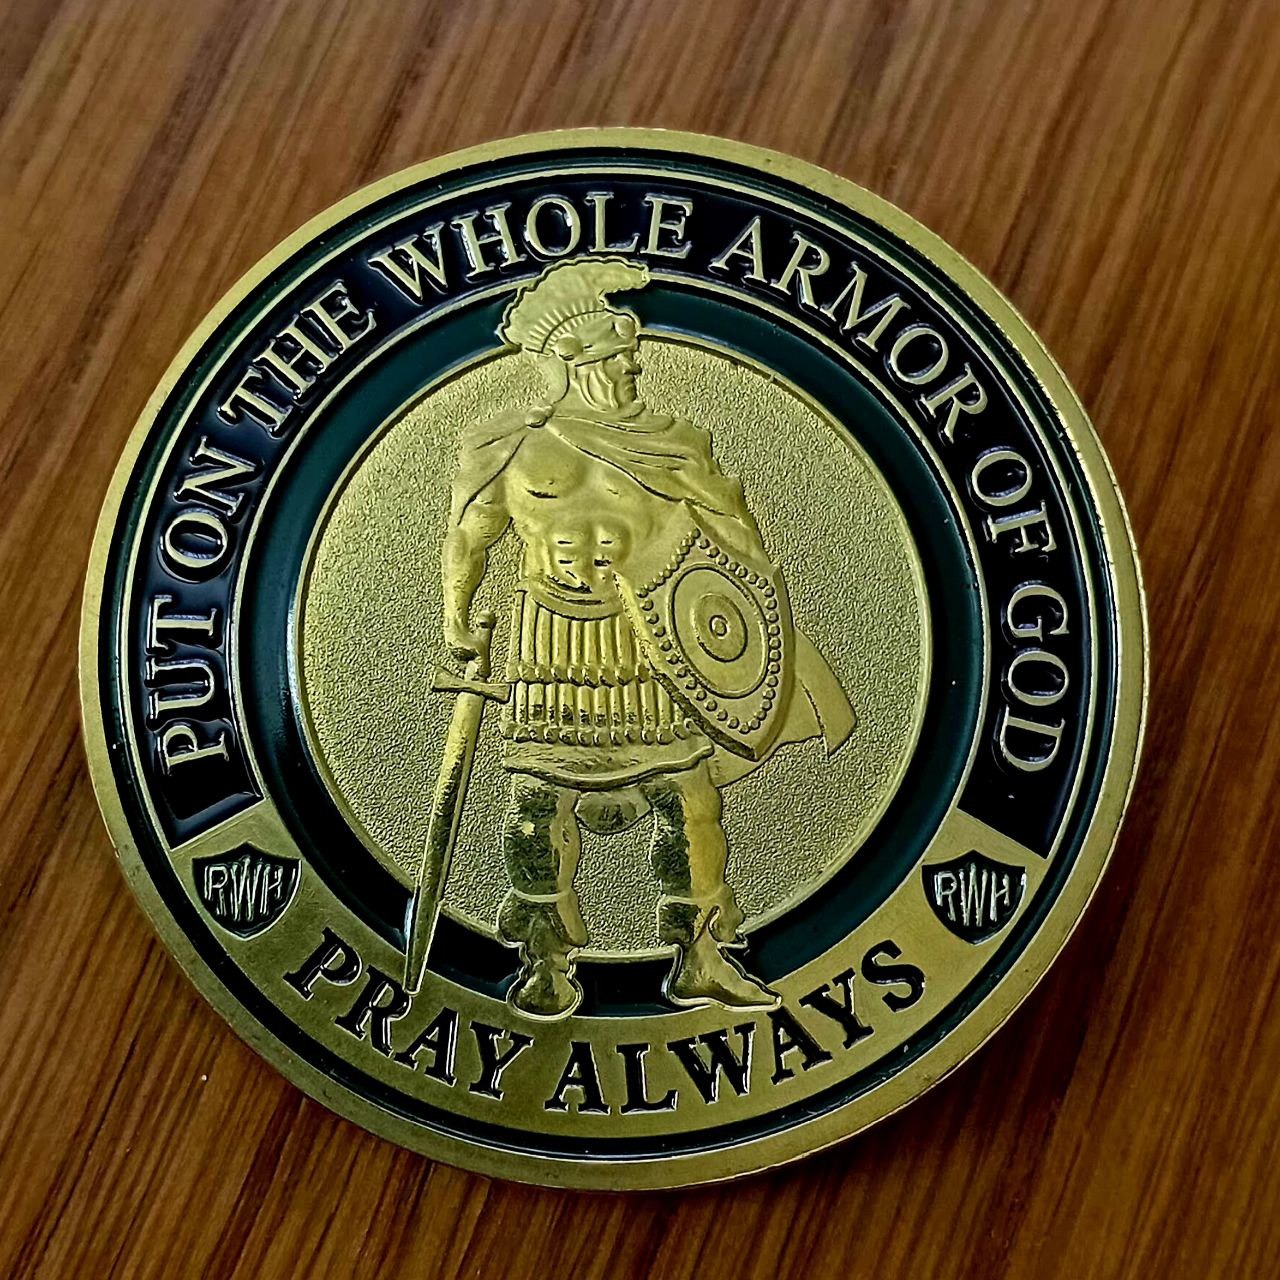 PUT ON THE WHOLE ARMOR OF GOD
RWH
RWH
PRAY ALWAYS